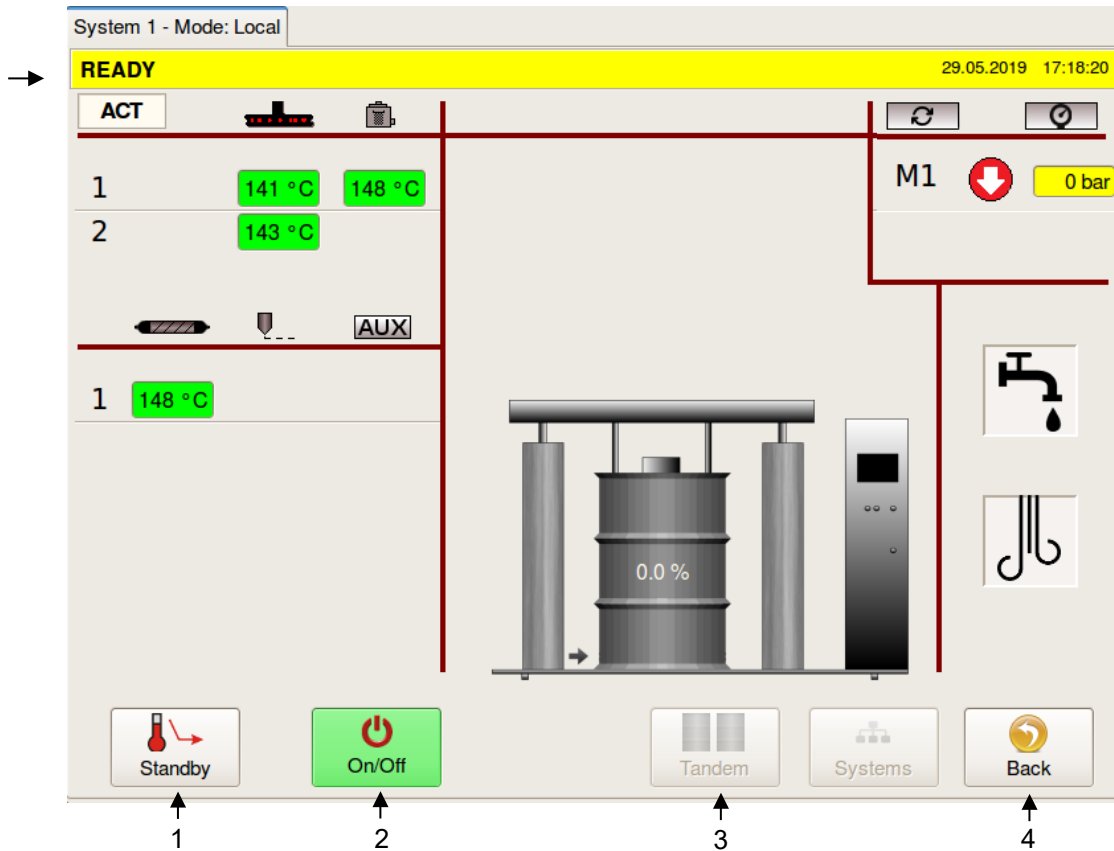 System 1 - Mode: Local
READY 29.05.2019 17:18:20
ACT
1 141 °C 148 °C
M1 0 bar
2 143 °C
AUX
1 148 °C
0.0 %
Standby On/Off Tandem Systems Back
1 2 3 4